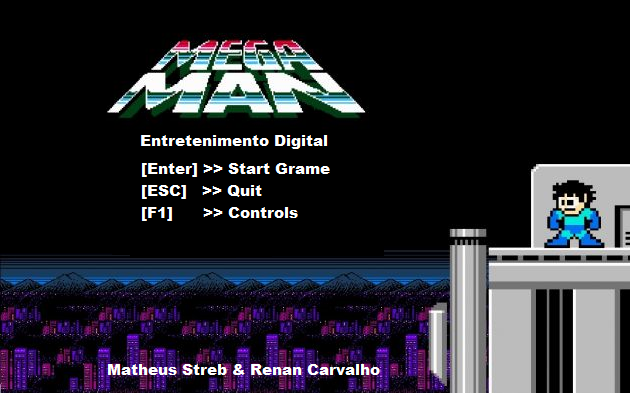 MEGA
MAN
Entretenimento Digital
[Enter] >> Start Grame
[ESC] >> Quit
[F1] >> Controls
Matheus Streb & Renan Carvalho